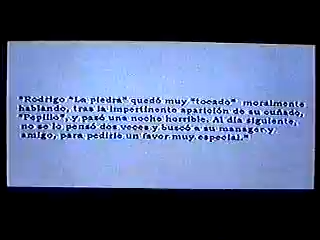 "Rodrigo "La piedra" quedó muy "tocado" moralmente
hablando, tras la impertinente aparición de su cuñado,
"Pepillo", y pasó una noche horrible. Al día siguiente,
no se lo pensó dos veces y buscó a su manager y
amigo, para pedirle un favor muy especial."